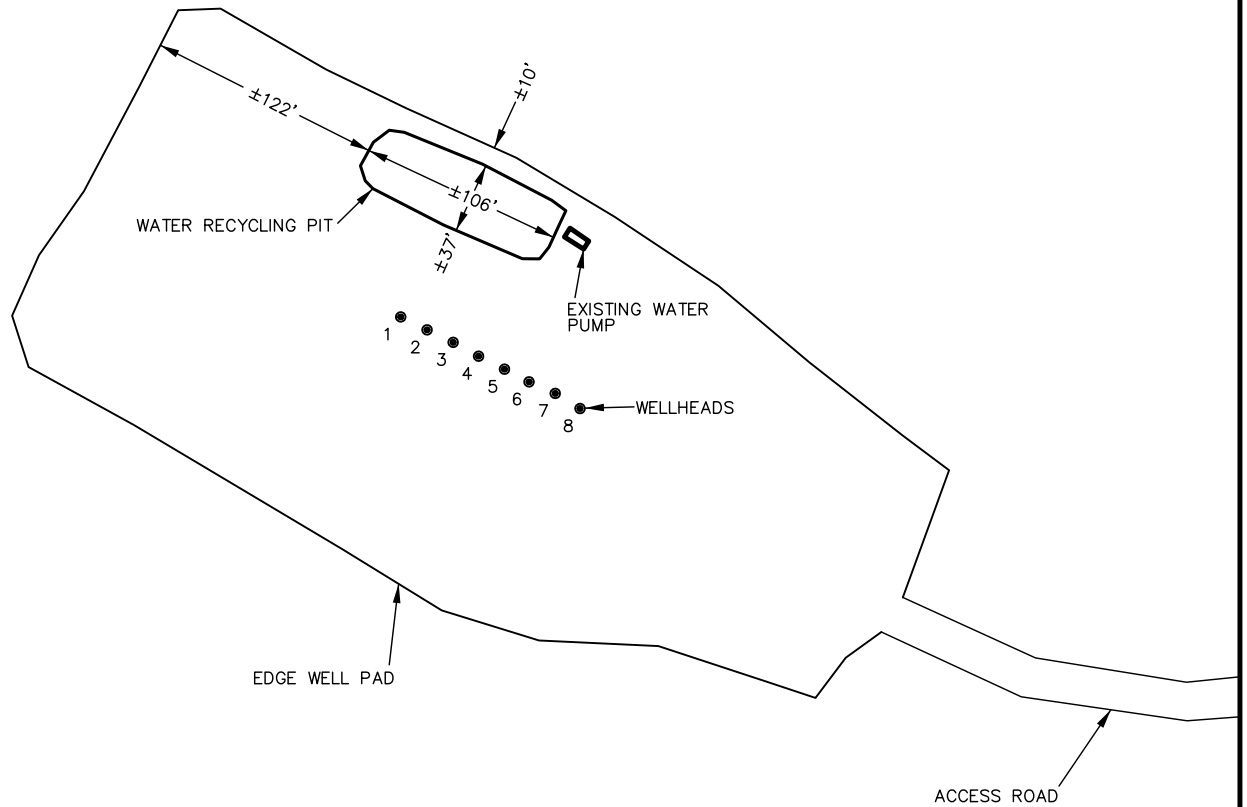 ±10'
±122'
±106'
±37'
WATER RECYCLING PIT
EXISTING WATER
PUMP
1
2
3
4
5
6
7
8
WELLHEADS
EDGE WELL PAD
ACCESS ROAD